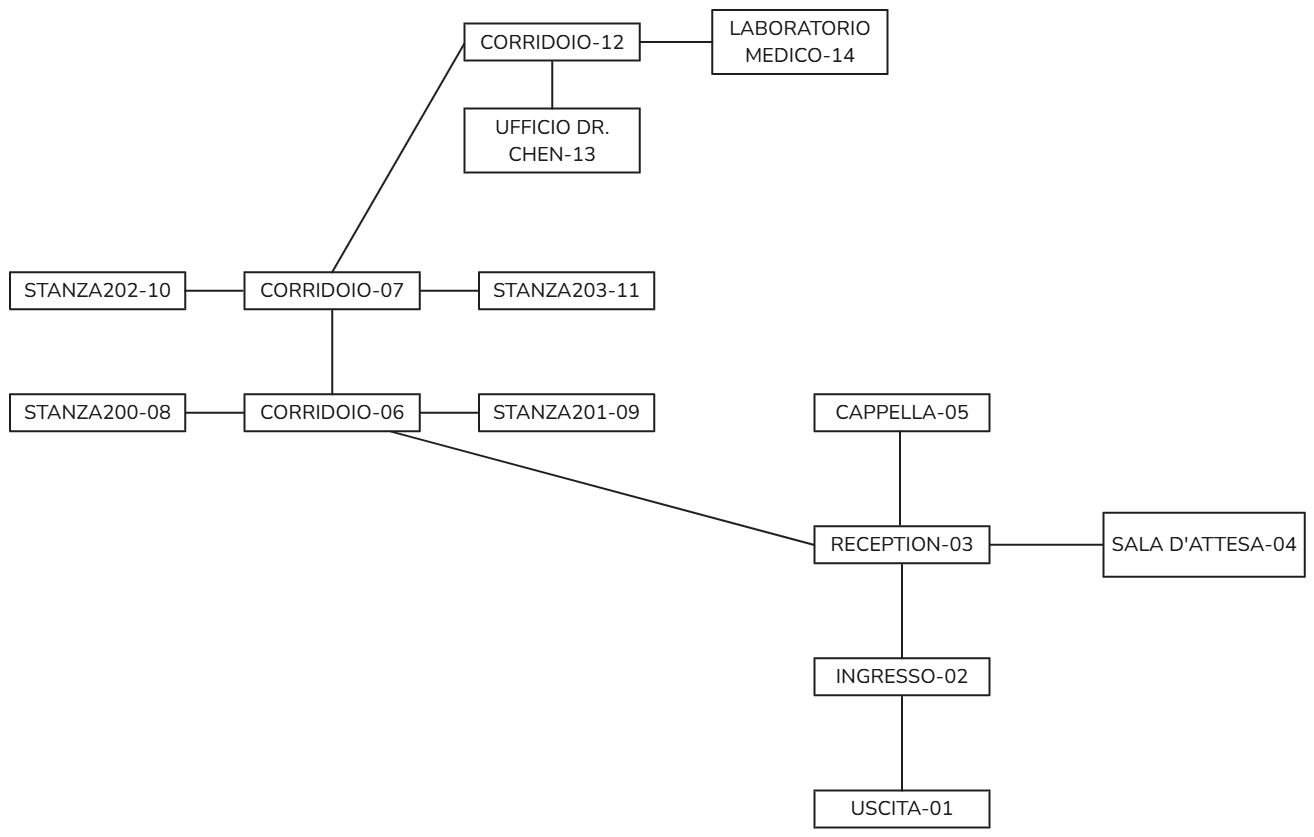 CORRIDOIO-12
LABORATORIO
MEDICO-14
UFFICIO DR.
CHEN-13
STANZA202-10
CORRIDOIO-07
STANZA203-11
STANZA200-08
CORRIDOIO-06
STANZA201-09
CAPPELLA-05
RECEPTION-03
SALA D'ATTESA-04
INGRESSO-02
USCITA-01